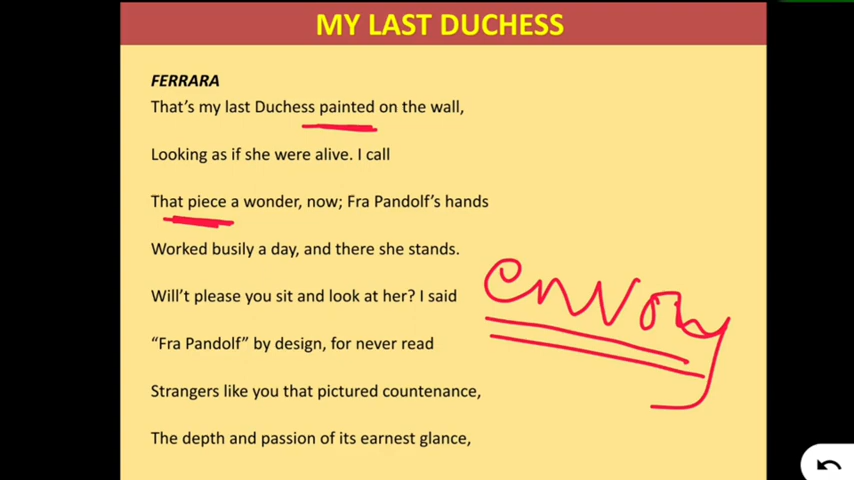 MY LAST DUCHESS
FERRARA
That's my last Duchess painted on the wall,
Looking as if she were alive. I call
That piece a wonder, now; Fra Pandolf's hands
Worked busily a day, and there she stands.
Will't please you sit and look at her? I said
"Fra Pandolf" by design, for never read
Strangers like you that pictured countenance,
The depth and passion of its earnest glance,
envoy